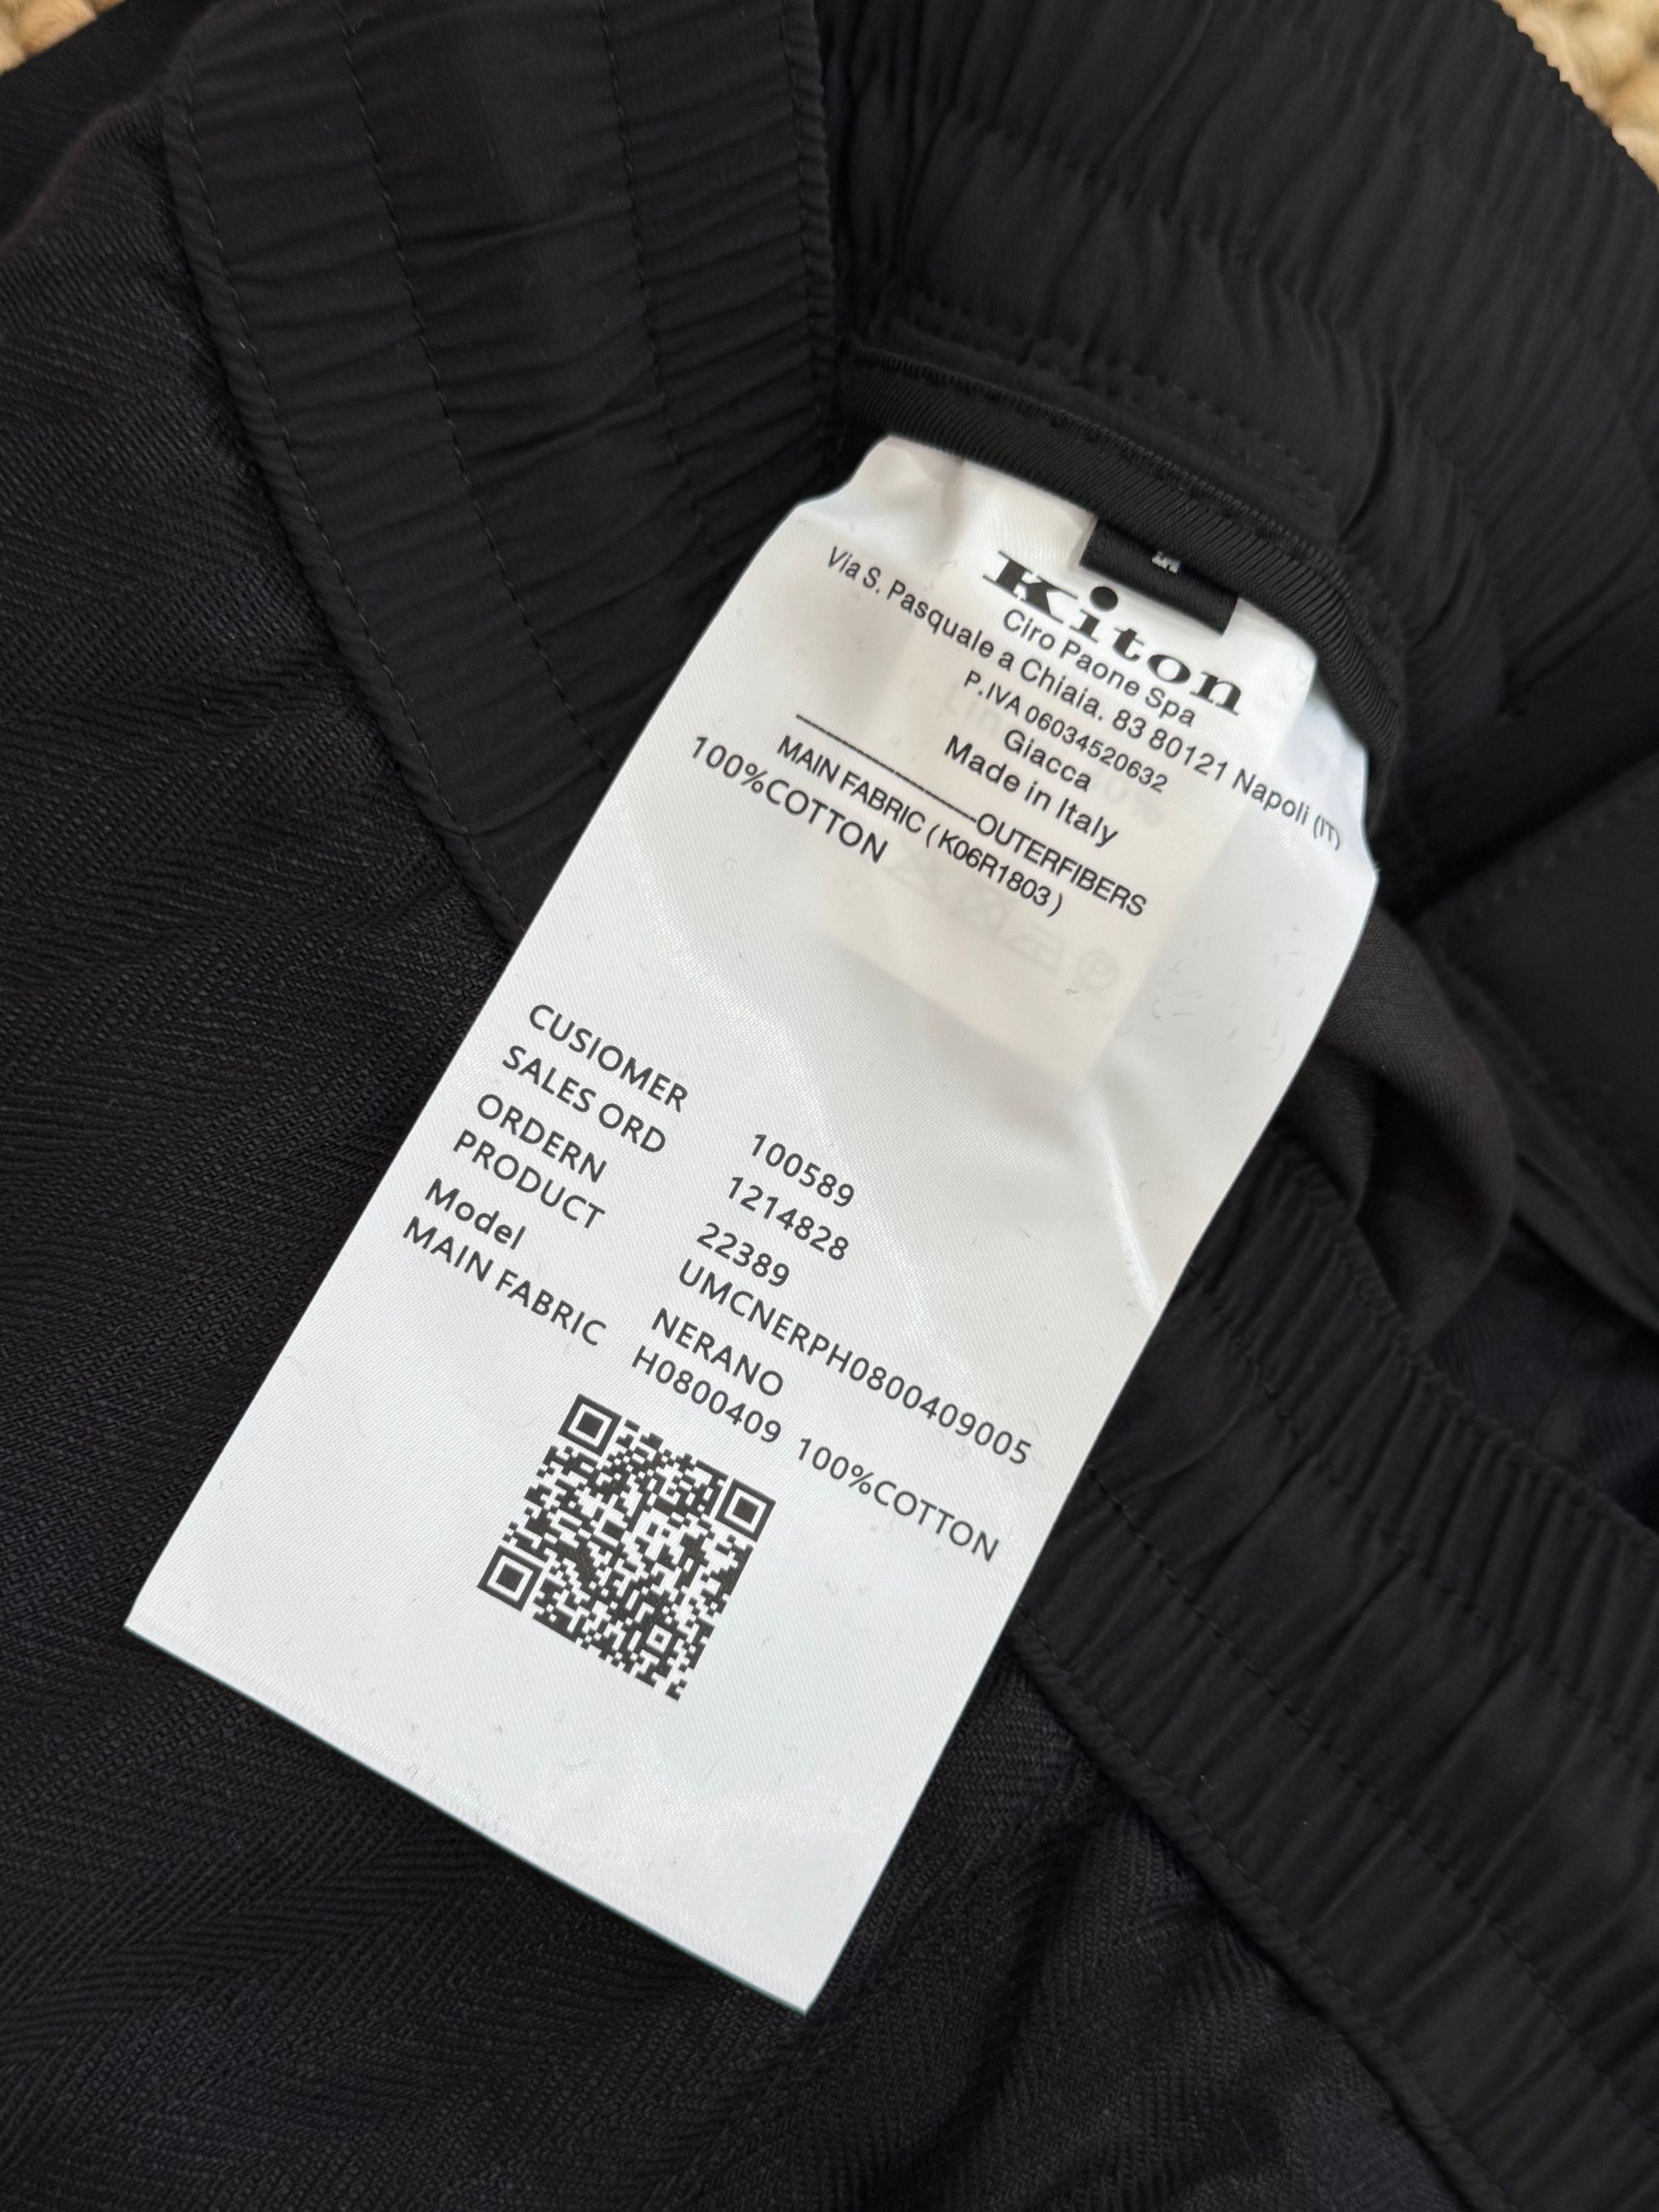 Kiton
Ciro Paone Spa
Via S. Pasquale a Chiaia. 83 80121 Napoli (IT)
P.IVA 06034520632
Giacca
Made in Italy
--------------------------OUTERFIBERS
MAIN FABRIC ( K06R1803 )
100%COTTON
CUSIOMER 100589
SALES ORD 1214828
ORDERN 22389
PRODUCT UMCNERPH0800409005
Model NERANO
MAIN FABRIC H0800409 100%COTTON